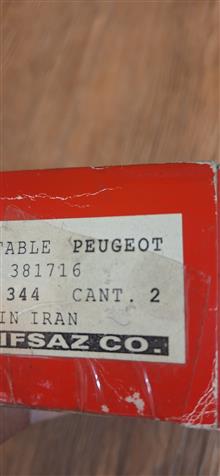 TABLE PEUGEOT
381716
344 CANT. 2
IN IRAN
IFSAZ CO.